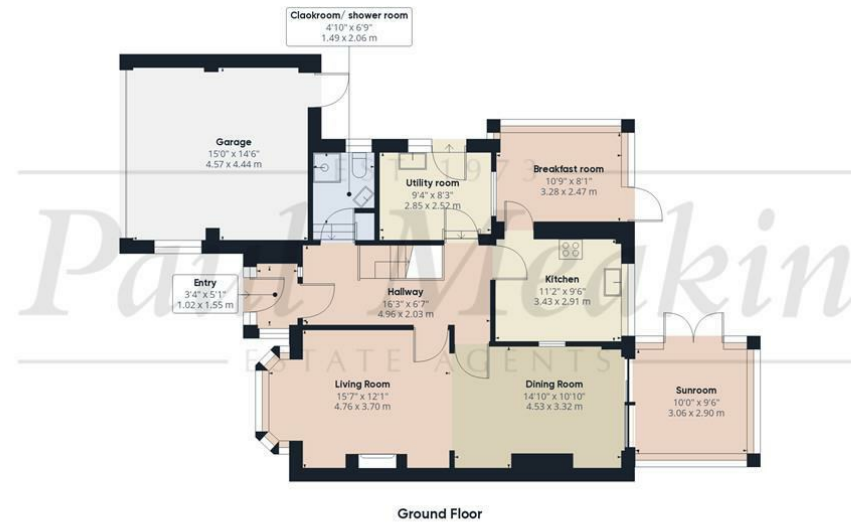 Claokroom/ shower room
4'10" x 6'9"
1.49 x 2.06 m
Garage
15'0" x 14'6"
4.57 x 4.44 m
EST. 1973
Utility room
9'4" x 8'3"
2.85 x 2.52 m
Breakfast room
10'9" x 8'1"
3.28 x 2.47 m
Paul Meakin
Entry
3'4" x 5'1"
1.02 x 1.55 m
Hallway
16'3" x 6'7"
4.96 x 2.03 m
Kitchen
11'2" x 9'6"
3.43 x 2.91 m
ESTATE AGENTS
Living Room
15'7" x 12'1"
4.76 x 3.70 m
Dining Room
14'10" x 10'10"
4.53 x 3.32 m
Sunroom
10'0" x 9'6"
3.06 x 2.90 m
Ground Floor